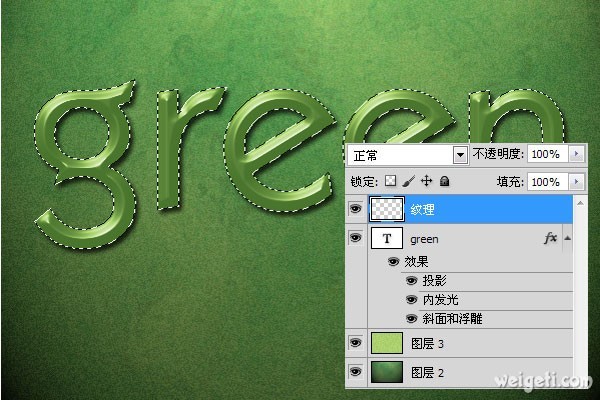 green
正常 不透明度: 100%
锁定: 填充: 100%
纹理
T green fx
效果
投影
内发光
斜面和浮雕
图层 3
图层 2
weigeti.com